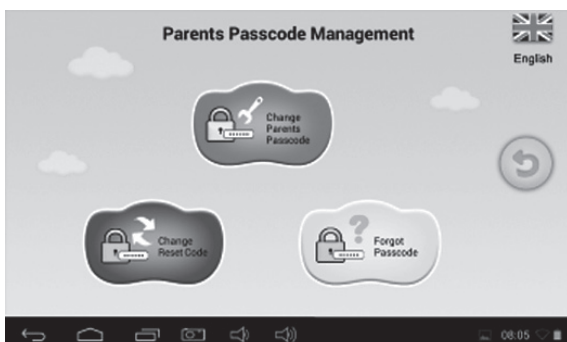 Parents Passcode Management
English
Change
Parents
Passcode
Change
Reset Code
?
Forgot
Passcode
08:05